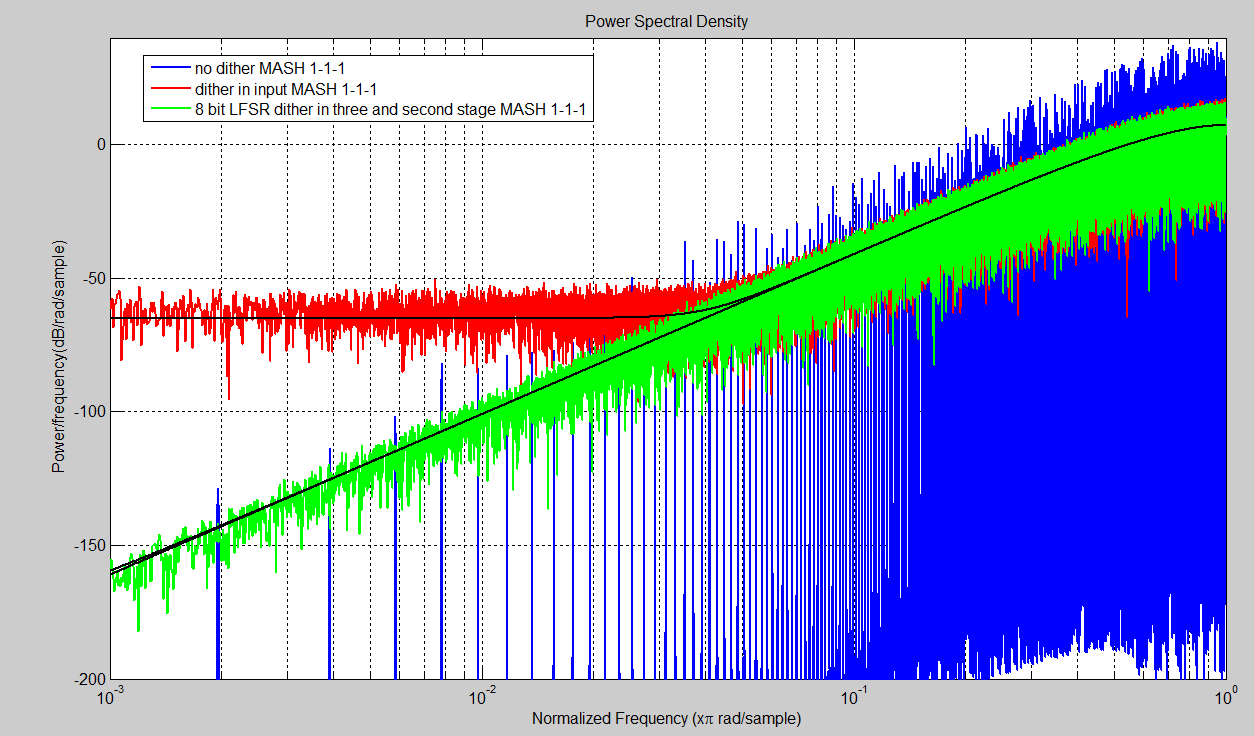 Power Spectral Density
no dither MASH 1-1-1
dither in input MASH 1-1-1
8 bit LFSR dither in three and second stage MASH 1-1-1
Power/frequency(dB/rad/sample)
0
-50
-100
-150
-200
10^-3
10^-2
10^-1
10^0
Normalized Frequency (xπ rad/sample)